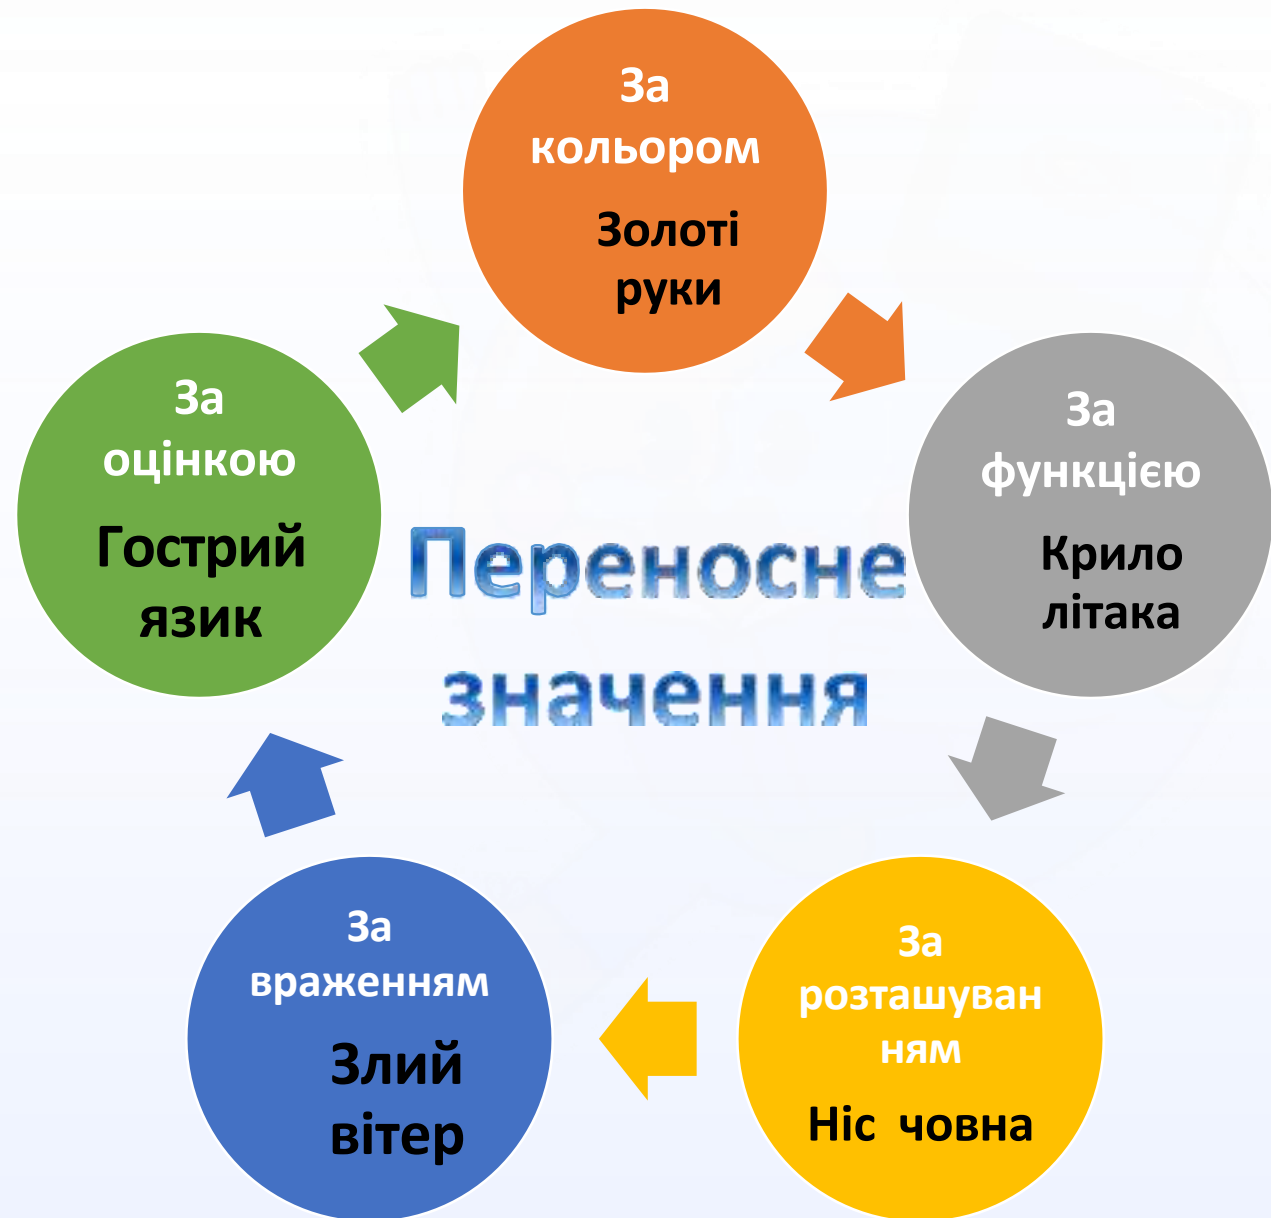 За
кольором
Золоті
руки
За
функцією
Крило
літака
За
розташуван
ням
Ніс човна
За
враженням
Злий
вітер
За
оцінкою
Гострий
язик
Переносне
значення